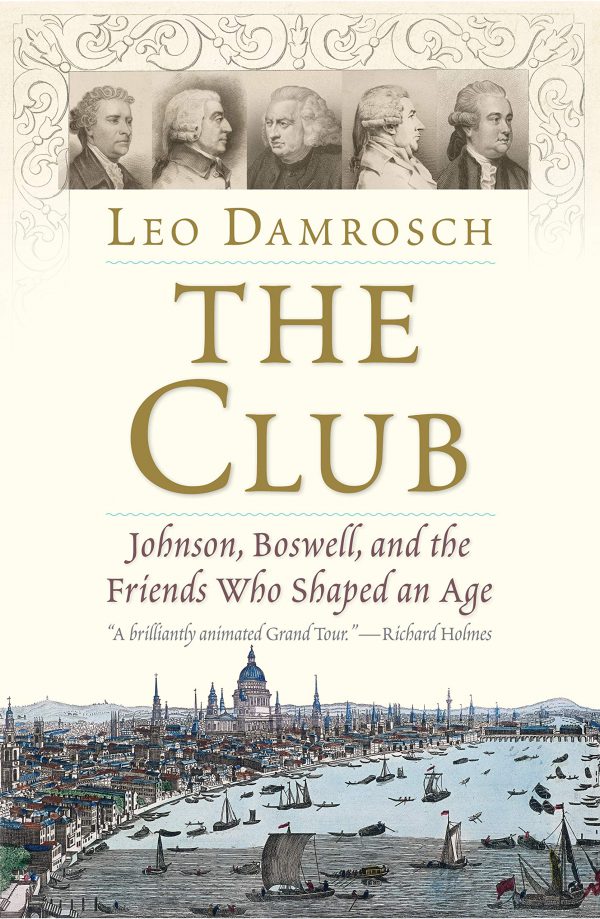 LEO DAMROSCH
THE
CLUB
Johnson, Boswell, and the
Friends Who Shaped an Age
“A brilliantly animated Grand Tour.”—Richard Holmes